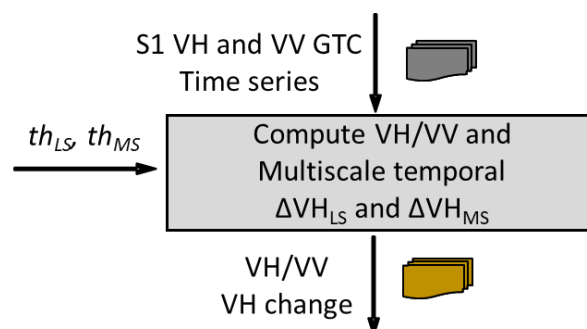 S1 VH and VV GTC
Time series
th_LS, th_MS
Compute VH/VV and
Multiscale temporal
ΔVH_LS and ΔVH_MS
VH/VV
VH change